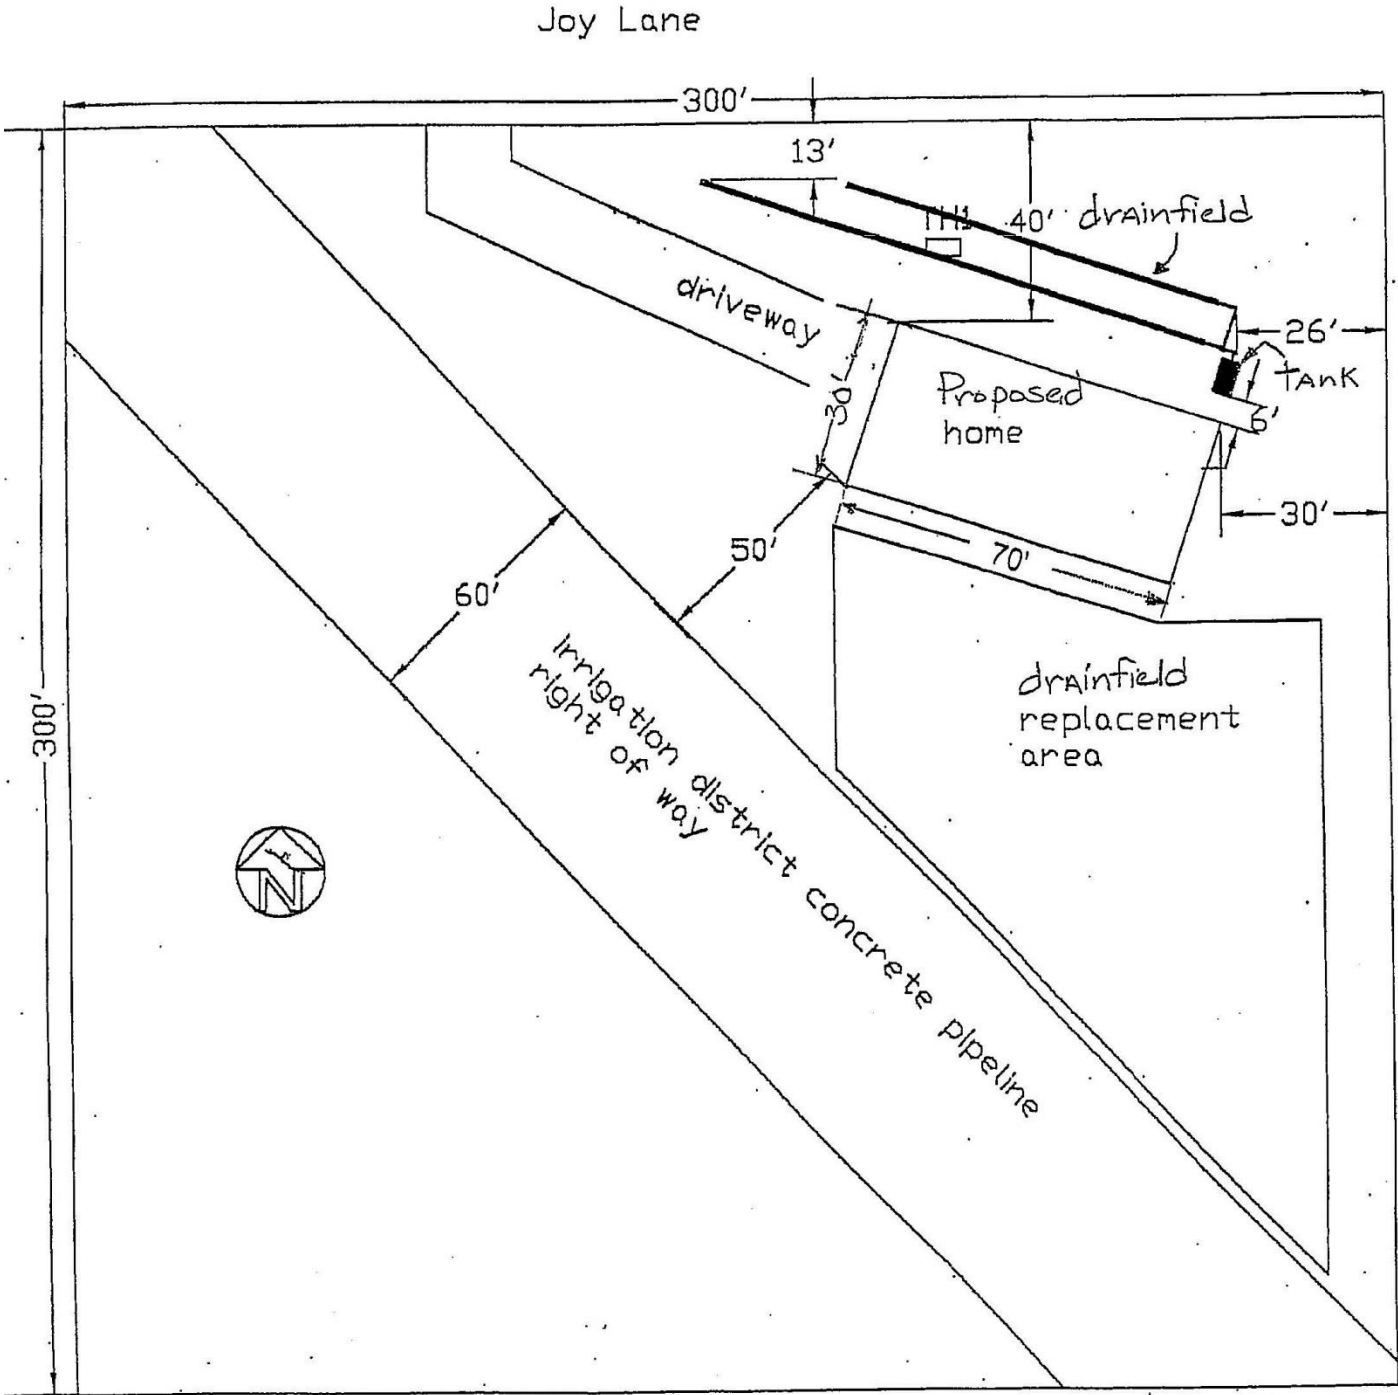 Joy Lane
300'
13'
TH1
40'
drainfield
driveway
26'
TANK
Proposed
home
30'
6'
30'
50'
70'
60'
Irrigation district concrete pipeline
right of way
drainfield
replacement
area
300'
N